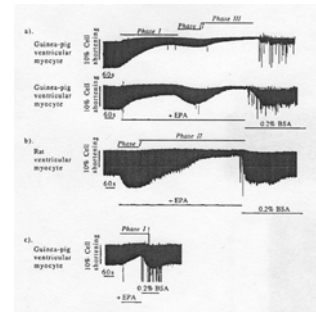 a).
Phase I
Phase II
Phase III
Guinea-pig
ventricular
myocyte
10% Cell
shortening
60s
Guinea-pig
ventricular
myocyte
10% Cell
shortening
60s
+ EPA
0.2% BSA
b).
Phase I
Phase II
Rat
ventricular
myocyte
10% Cell
shortening
60s
+EPA
0.2% BSA
c).
Phase I
Guinea-pig
ventricular
myocyte
10% Cell
shortening
60s
0.2% BSA
+ EPA